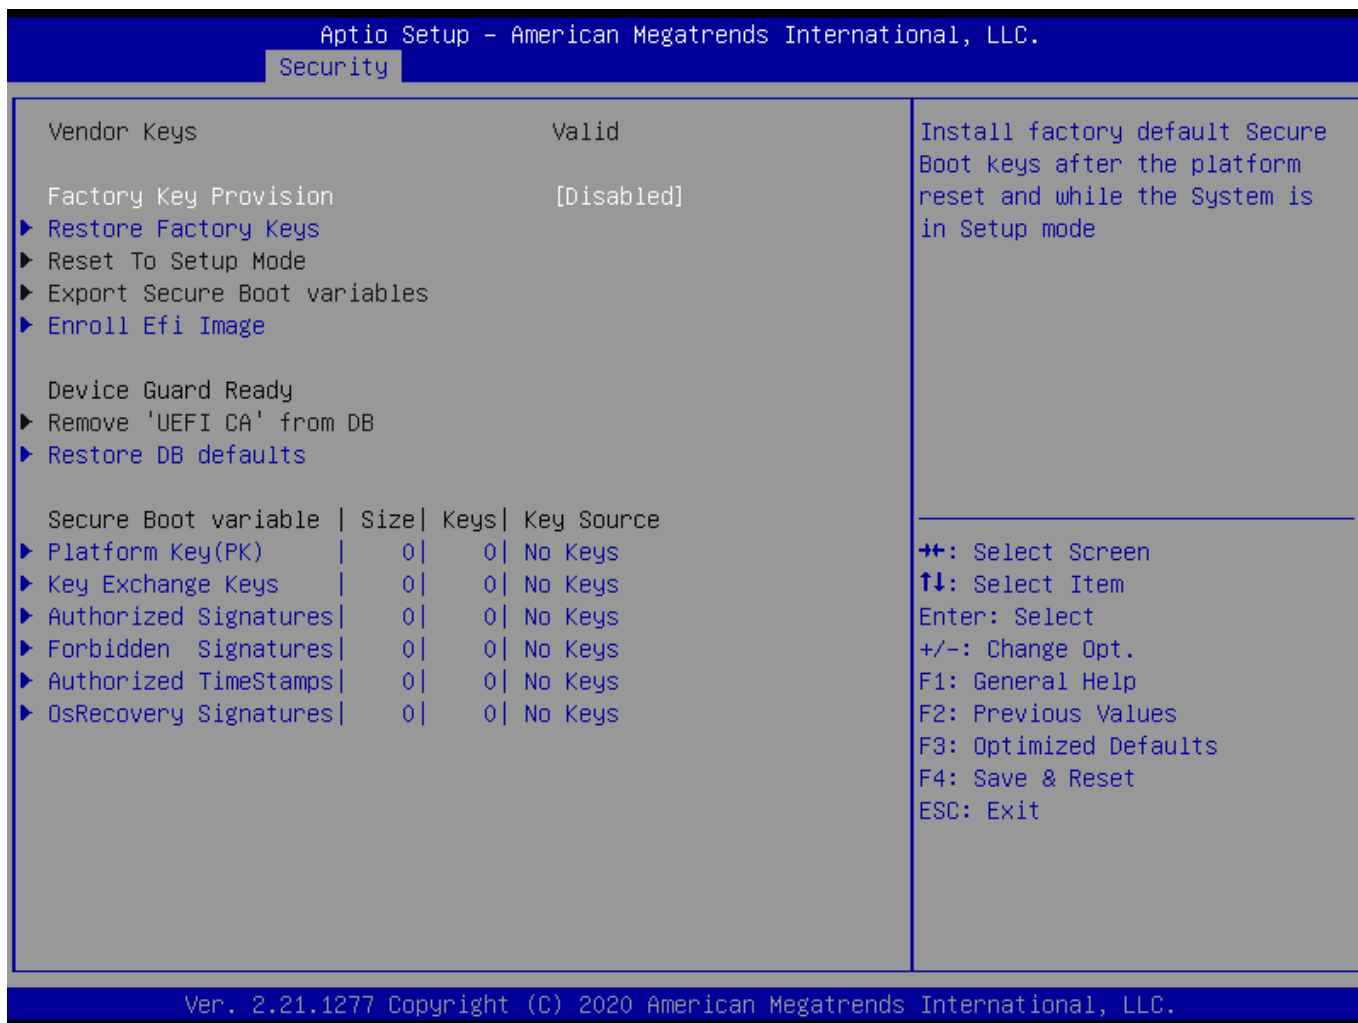 Aptio Setup – American Megatrends International, LLC.
Security
Vendor Keys Valid
Factory Key Provision [Disabled]
▶ Restore Factory Keys
▶ Reset To Setup Mode
▶ Export Secure Boot variables
▶ Enroll Efi Image
Device Guard Ready
▶ Remove 'UEFI CA' from DB
▶ Restore DB defaults
Secure Boot variable | Size| Keys| Key Source
▶ Platform Key(PK) | 0| 0| No Keys
▶ Key Exchange Keys | 0| 0| No Keys
▶ Authorized Signatures| 0| 0| No Keys
▶ Forbidden Signatures| 0| 0| No Keys
▶ Authorized TimeStamps| 0| 0| No Keys
▶ OsRecovery Signatures| 0| 0| No Keys
Install factory default Secure
Boot keys after the platform
reset and while the System is
in Setup mode
→←: Select Screen
↑↓: Select Item
Enter: Select
+/-: Change Opt.
F1: General Help
F2: Previous Values
F3: Optimized Defaults
F4: Save & Reset
ESC: Exit
Ver. 2.21.1277 Copyright (C) 2020 American Megatrends International, LLC.